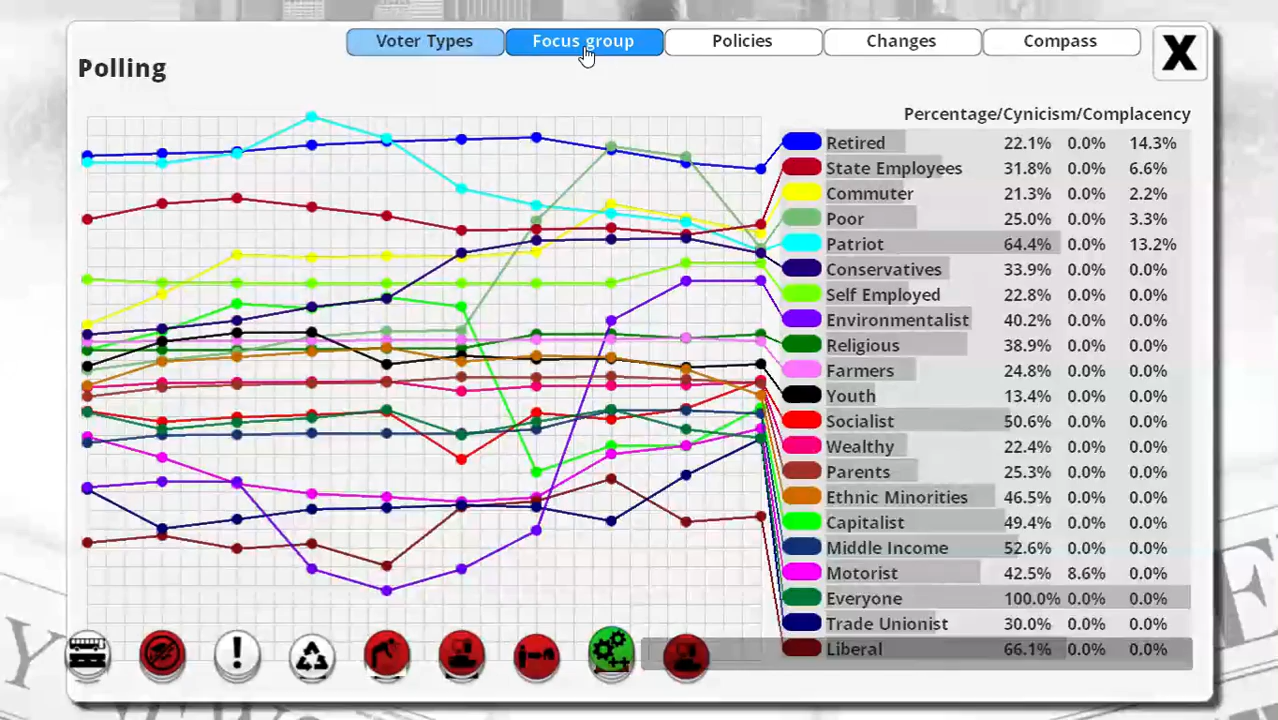 Voter Types Focus group Policies Changes Compass X
Polling
Percentage/Cynicism/Complacency
Retired 22.1% 0.0% 14.3%
State Employees 31.8% 0.0% 6.6%
Commuter 21.3% 0.0% 2.2%
Poor 25.0% 0.0% 3.3%
Patriot 64.4% 0.0% 13.2%
Conservatives 33.9% 0.0% 0.0%
Self Employed 22.8% 0.0% 0.0%
Environmentalist 40.2% 0.0% 0.0%
Religious 38.9% 0.0% 0.0%
Farmers 24.8% 0.0% 0.0%
Youth 13.4% 0.0% 0.0%
Socialist 50.6% 0.0% 0.0%
Wealthy 22.4% 0.0% 0.0%
Parents 25.3% 0.0% 0.0%
Ethnic Minorities 46.5% 0.0% 0.0%
Capitalist 49.4% 0.0% 0.0%
Middle Income 52.6% 0.0% 0.0%
Motorist 42.5% 8.6% 0.0%
Everyone 100.0% 0.0% 0.0%
Trade Unionist 30.0% 0.0% 0.0%
Liberal 66.1% 0.0% 0.0%